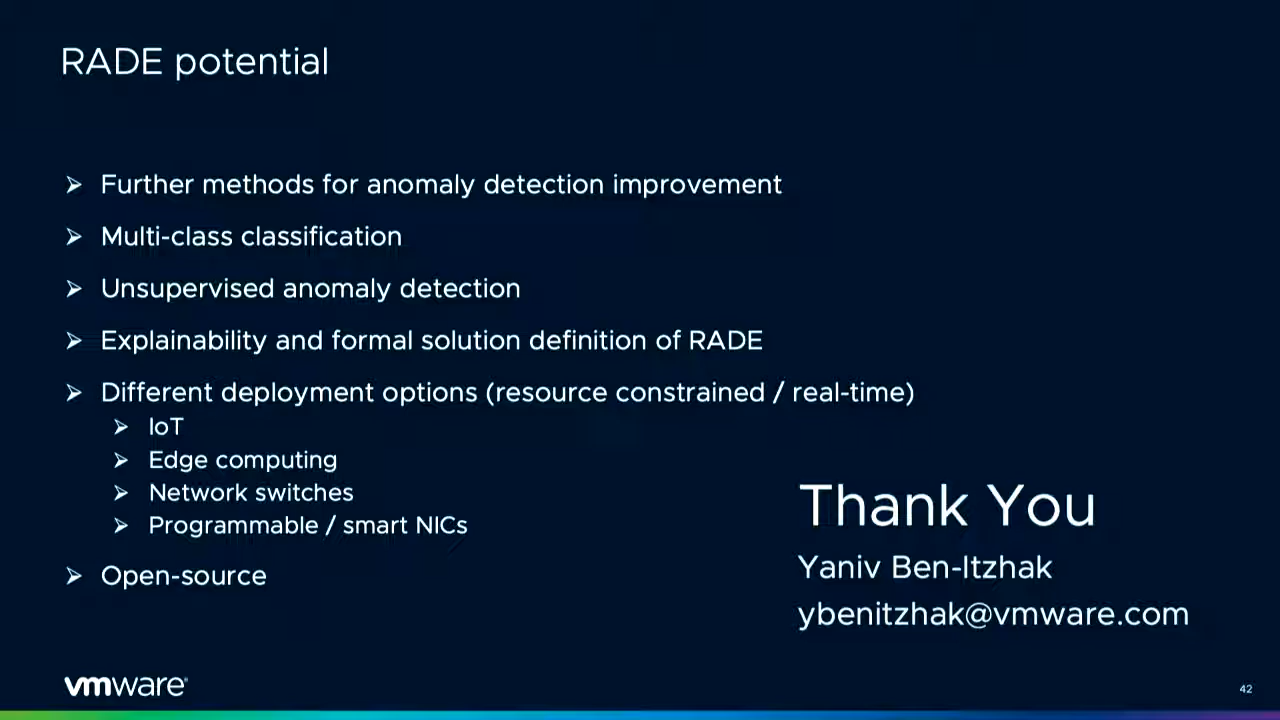 RADE potential
Further methods for anomaly detection improvement
Multi-class classification
Unsupervised anomaly detection
Explainability and formal solution definition of RADE
Different deployment options (resource constrained / real-time)
IoT
Edge computing
Network switches
Programmable / smart NICs
Open-source
Thank You
Yaniv Ben-Itzhak
ybenitzhak@vmware.com
vmware®
42